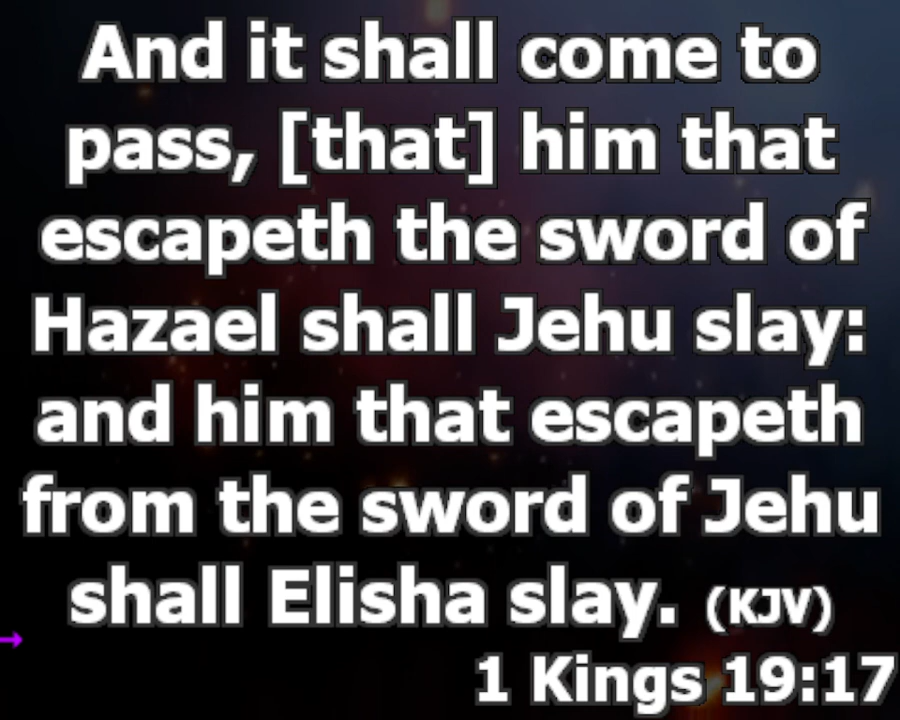 And it shall come to
pass, [that] him that
escapeth the sword of
Hazael shall Jehu slay:
and him that escapeth
from the sword of Jehu
shall Elisha slay. (KJV)
→
1 Kings 19:17